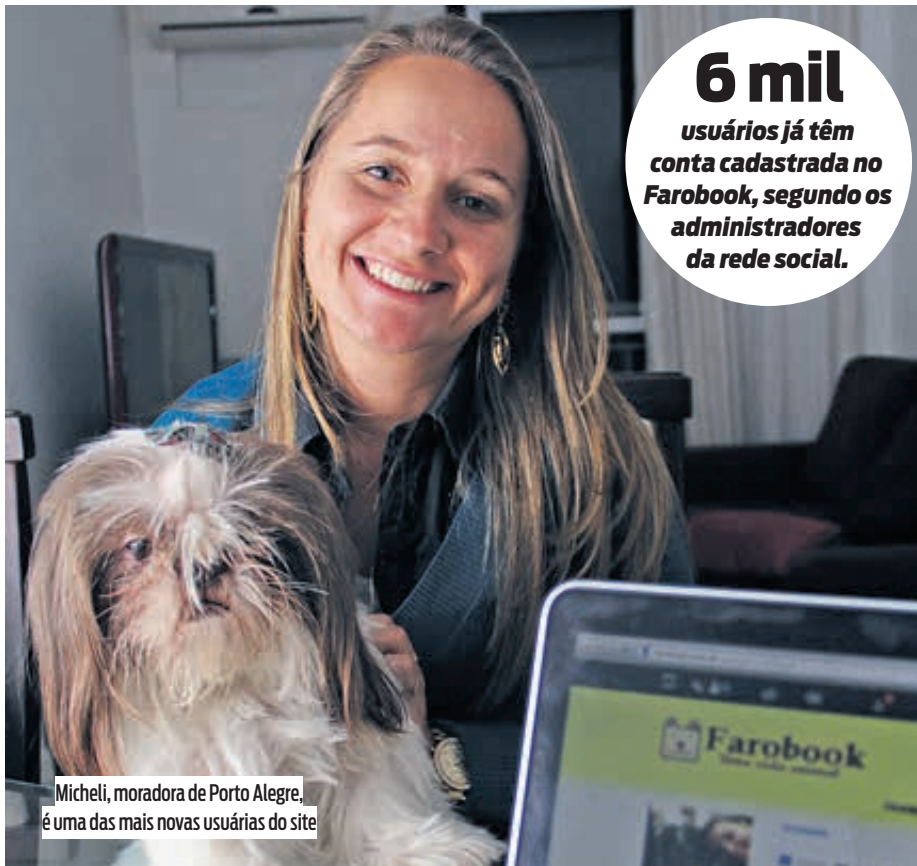 6 mil
usuários já têm
conta cadastrada no
Farobook, segundo os
administradores
da rede social.
Farobook
Micheli, moradora de Porto Alegre,
é uma das mais novas usuárias do site